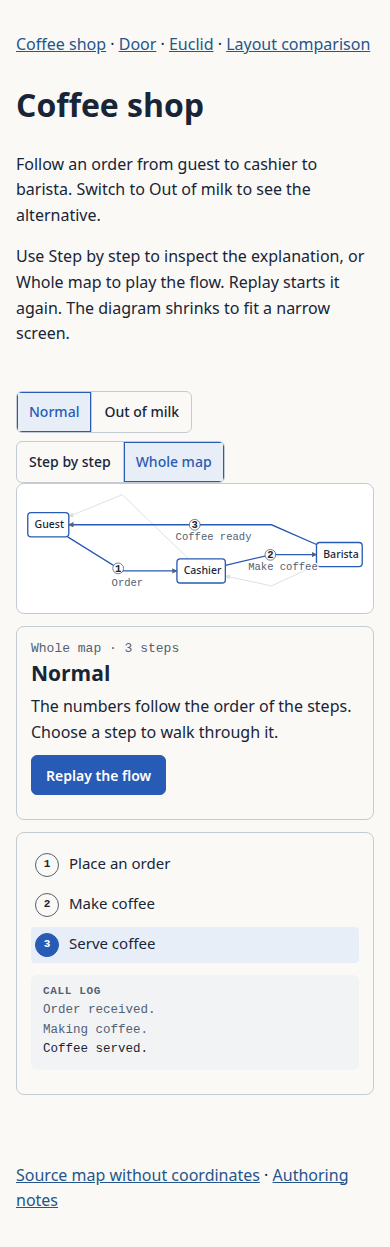 Coffee shop · Door · Euclid · Layout comparison
Coffee shop
Follow an order from guest to cashier to
barista. Switch to Out of milk to see the
alternative.
Use Step by step to inspect the explanation, or
Whole map to play the flow. Replay starts it
again. The diagram shrinks to fit a narrow
screen.
Normal Out of milk
Step by step Whole map
Guest
3
Coffee ready
Barista
2
Make coffee
1
Order
Cashier
Whole map · 3 steps
Normal
The numbers follow the order of the steps.
Choose a step to walk through it.
Replay the flow
1 Place an order
2 Make coffee
3 Serve coffee
CALL LOG
Order received.
Making coffee.
Coffee served.
Source map without coordinates · Authoring
notes